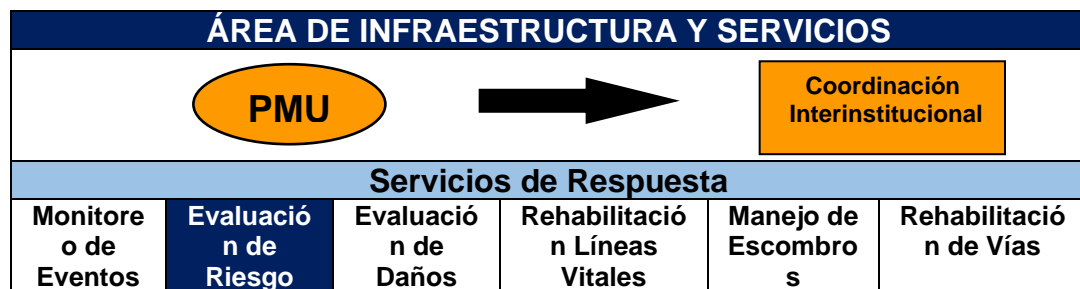 ÁREA DE INFRAESTRUCTURA Y SERVICIOS
PMU
Coordinación
Interinstitucional
Servicios de Respuesta
Monitore
o de
Eventos
Evaluació
n de
Riesgo
Evaluació
n de
Daños
Rehabilitació
n Líneas
Vitales
Manejo de
Escombro
s
Rehabilitació
n de Vías